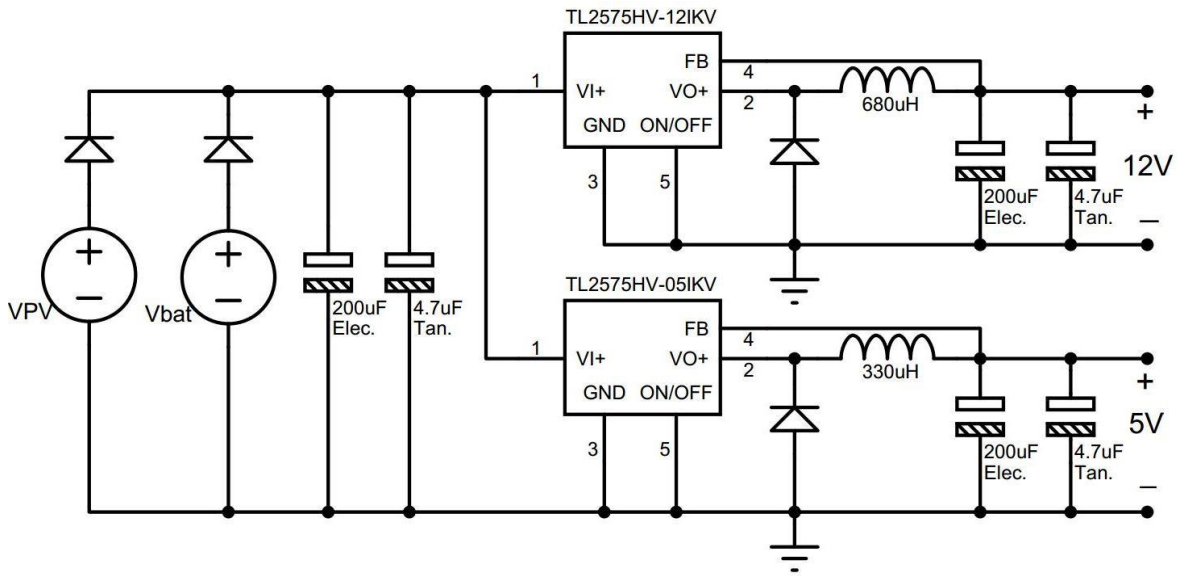 TL2575HV-12IKV
FB
4
1
VI+
VO+
2
680uH
+
GND
ON/OFF
3
5
12V
200uF
Elec.
4.7uF
Tan.
–
+
–
VPV
+
–
Vbat
200uF
Elec.
4.7uF
Tan.
TL2575HV-05IKV
FB
4
1
VI+
VO+
2
330uH
+
GND
ON/OFF
3
5
5V
200uF
Elec.
4.7uF
Tan.
–